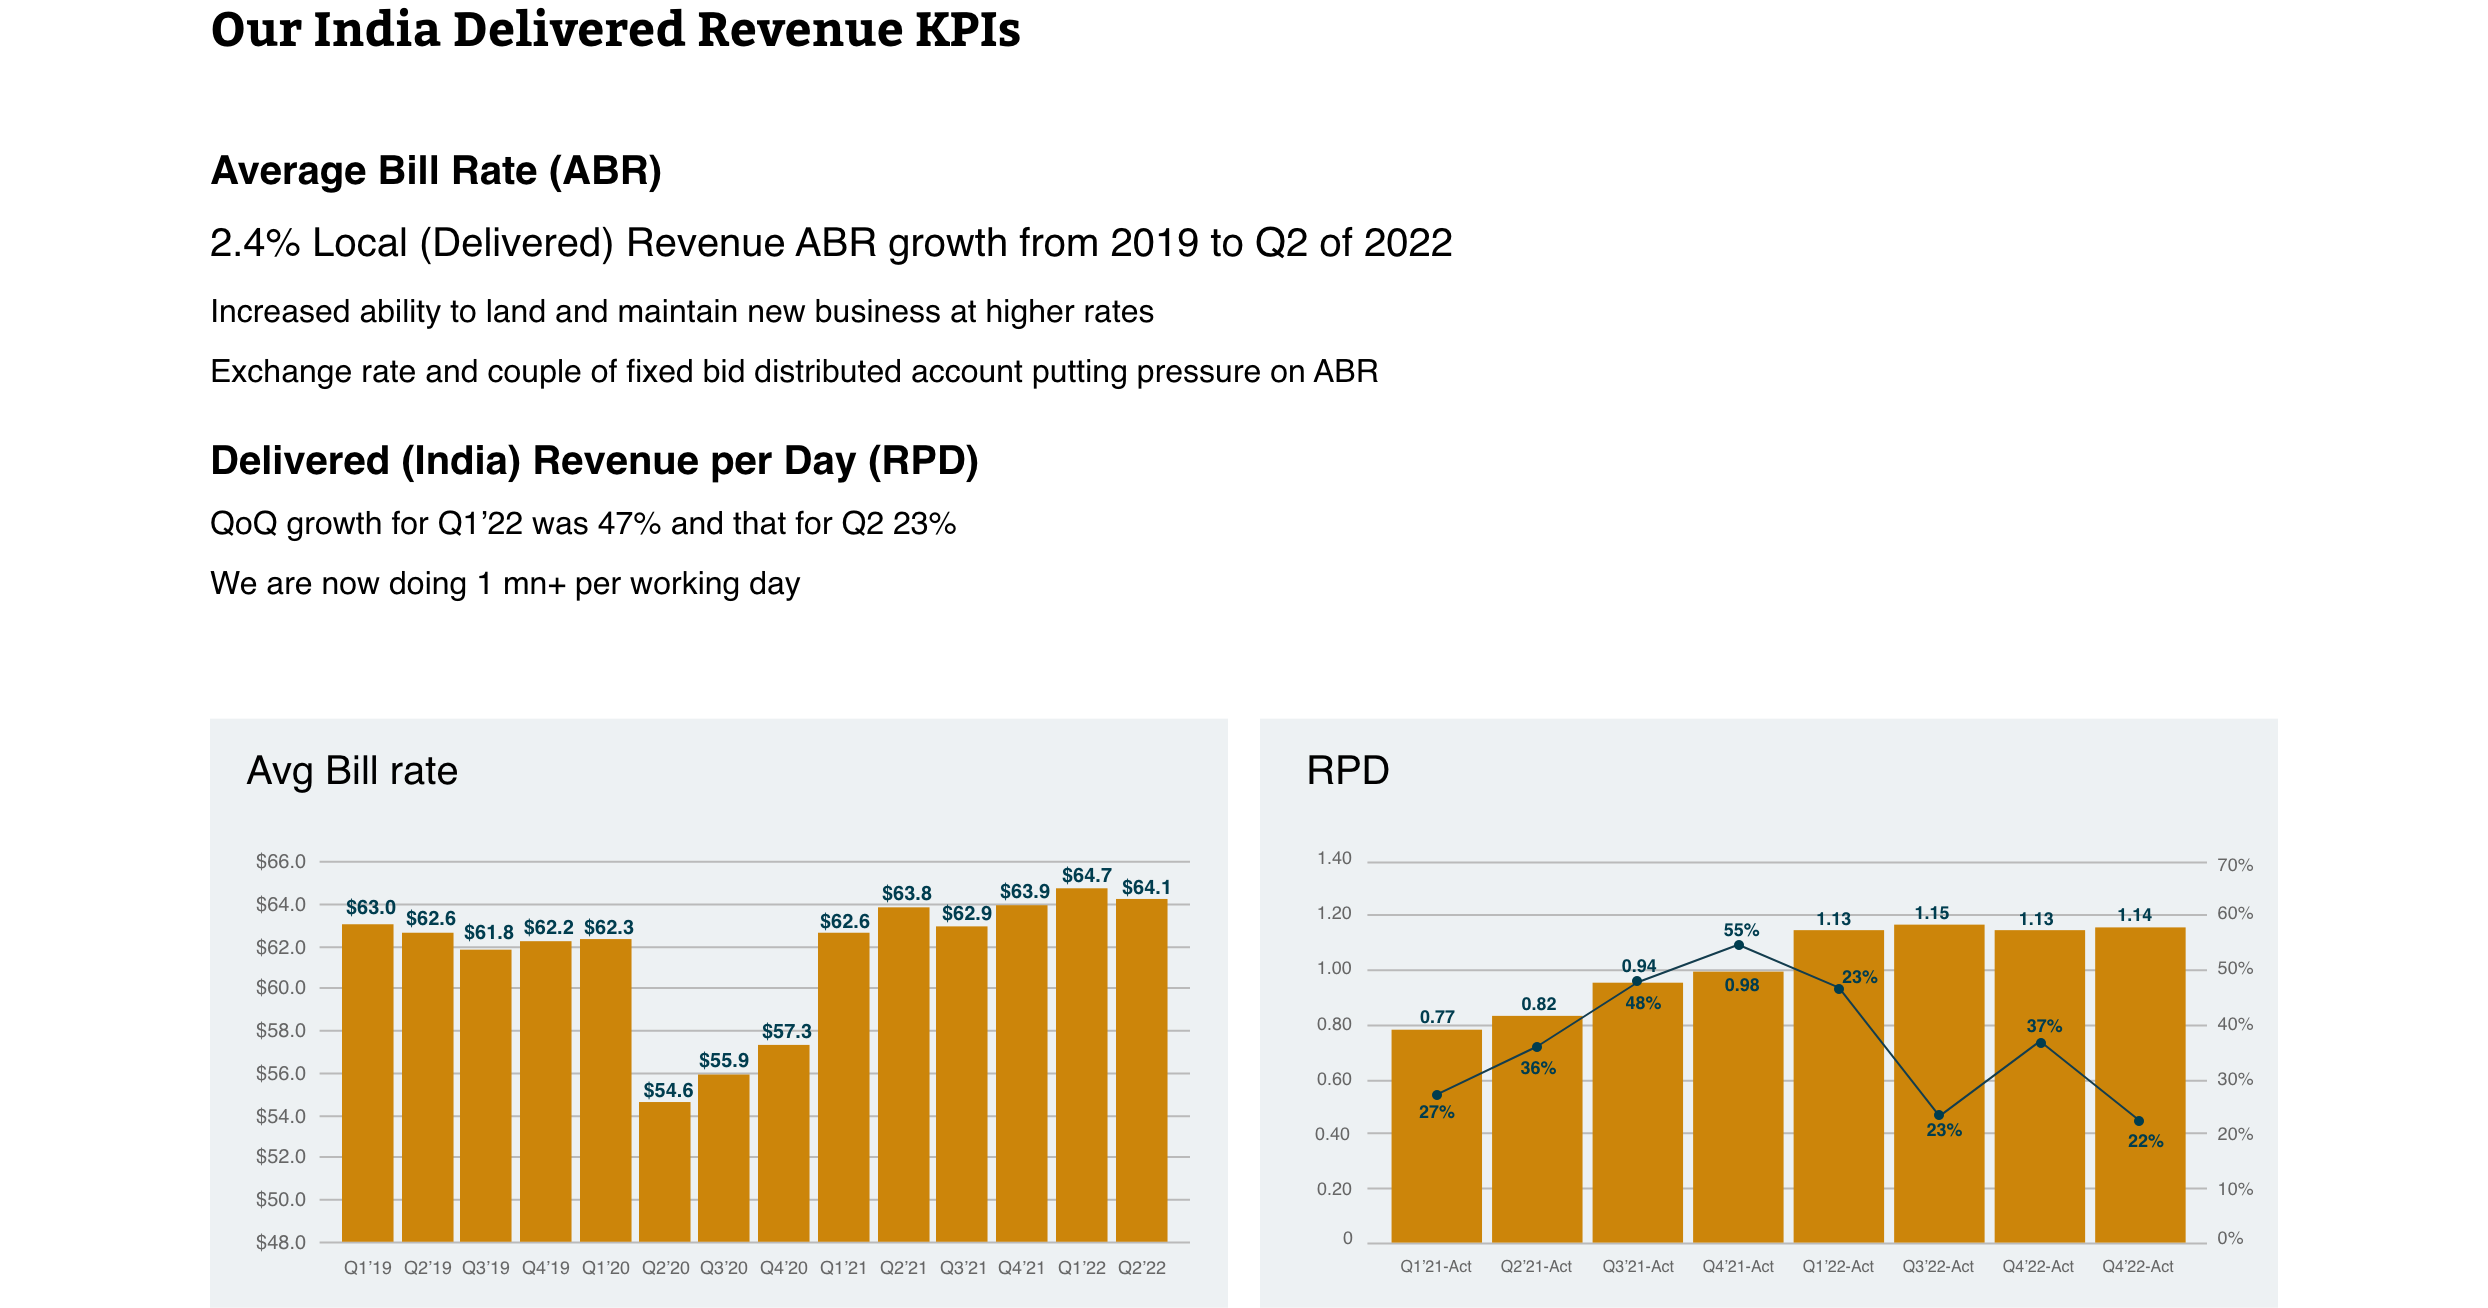 Our India Delivered Revenue KPIs
Average Bill Rate (ABR)
2.4% Local (Delivered) Revenue ABR growth from 2019 to Q2 of 2022
Increased ability to land and maintain new business at higher rates
Exchange rate and couple of fixed bid distributed account putting pressure on ABR
Delivered (India) Revenue per Day (RPD)
QoQ growth for Q1’22 was 47% and that for Q2 23%
We are now doing 1 mn+ per working day
Avg Bill rate
$66.0
$64.0
$62.0
$60.0
$58.0
$56.0
$54.0
$52.0
$50.0
$48.0
$63.0 $62.6 $61.8 $62.2 $62.3 $54.6 $55.9 $57.3 $62.6 $63.8 $62.9 $63.9 $64.7 $64.1
Q1’19 Q2’19 Q3’19 Q4’19 Q1’20 Q2’20 Q3’20 Q4’20 Q1’21 Q2’21 Q3’21 Q4’21 Q1’22 Q2’22
RPD
1.40
1.20
1.00
0.80
0.60
0.40
0.20
0
0.77 0.82 0.94 0.98 1.13 1.15 1.13 1.14
27% 36% 48% 55% 23% 23% 37% 22%
70%
60%
50%
40%
30%
20%
10%
0%
Q1’21-Act Q2’21-Act Q3’21-Act Q4’21-Act Q1’22-Act Q3’22-Act Q4’22-Act Q4’22-Act